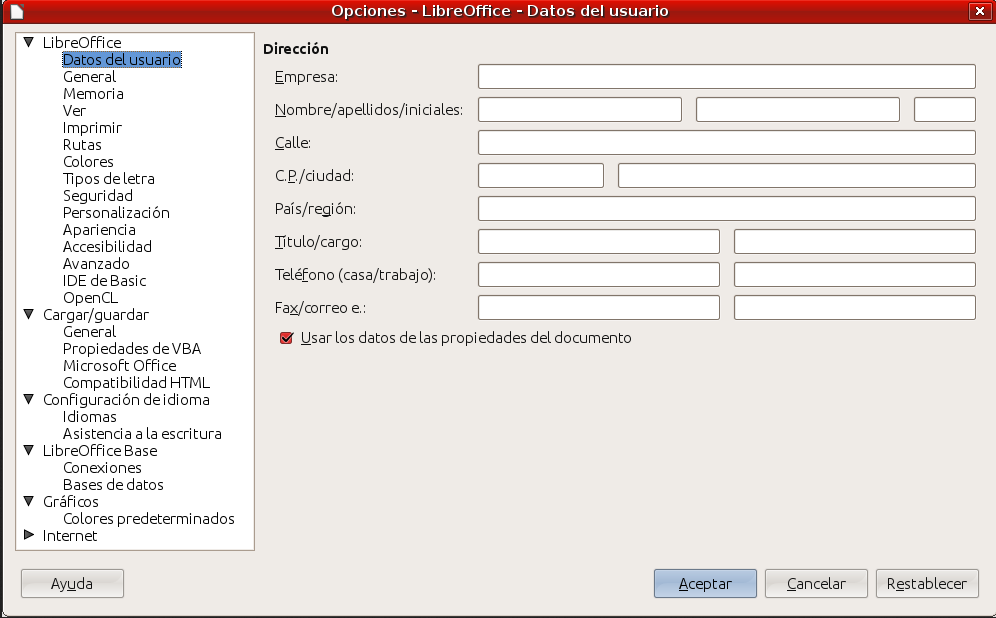 Opciones - LibreOffice - Datos del usuario
LibreOffice
Datos del usuario
General
Memoria
Ver
Imprimir
Rutas
Colores
Tipos de letra
Seguridad
Personalización
Apariencia
Accesibilidad
Avanzado
IDE de Basic
OpenCL
Cargar/guardar
General
Propiedades de VBA
Microsoft Office
Compatibilidad HTML
Configuración de idioma
Idiomas
Asistencia a la escritura
LibreOffice Base
Conexiones
Bases de datos
Gráficos
Colores predeterminados
Internet
Dirección
Empresa:
Nombre/apellidos/iniciales:
Calle:
C.P./ciudad:
País/región:
Título/cargo:
Teléfono (casa/trabajo):
Fax/correo e.:
Usar los datos de las propiedades del documento
Ayuda
Aceptar
Cancelar
Restablecer